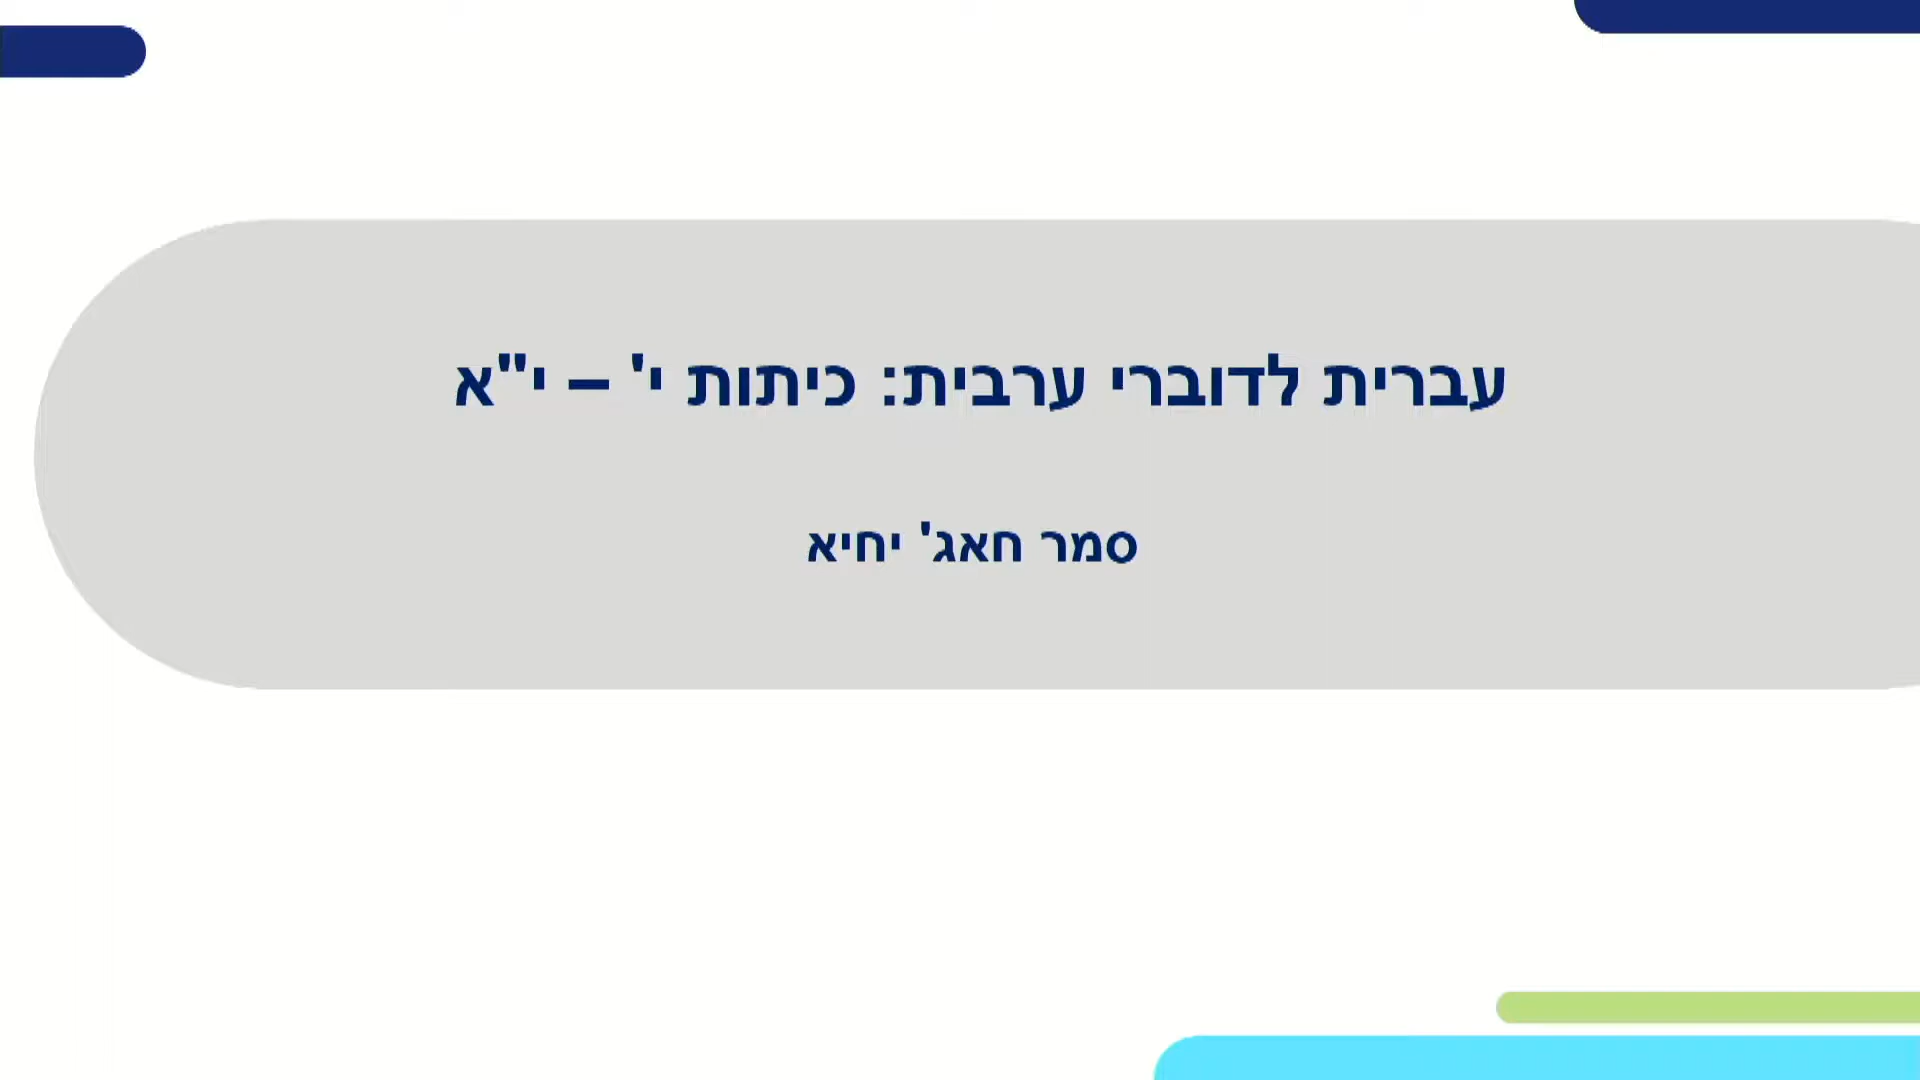 עברית לדוברי ערבית: כיתות י' – י"א
סמר חאג' יחיא